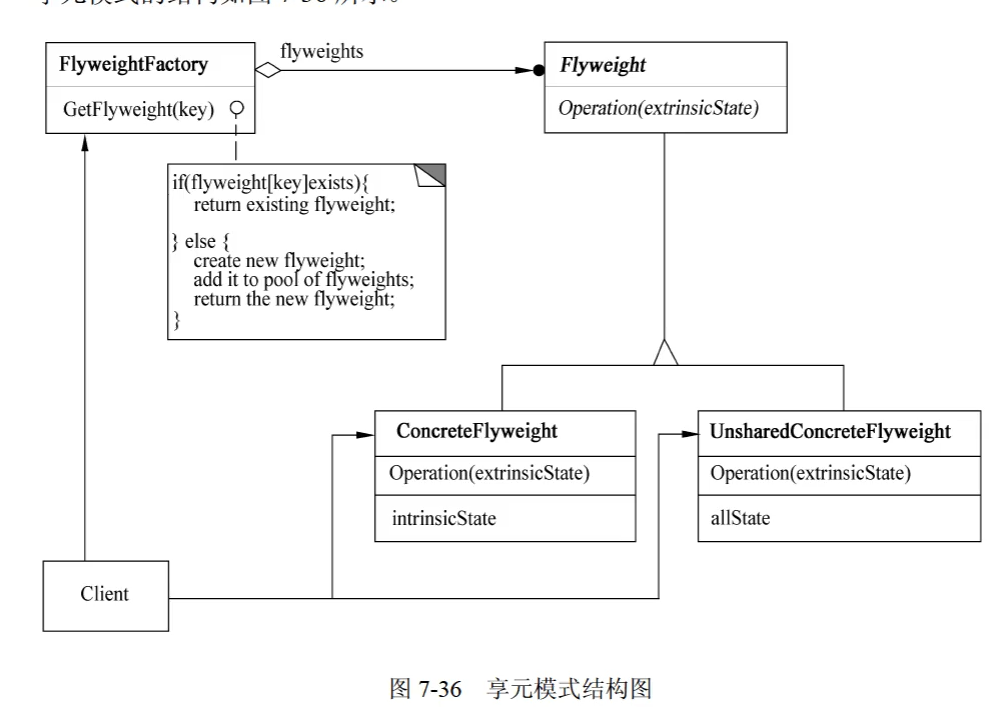 享元模式的结构如图 7-36 所示。
FlyweightFactory
GetFlyweight(key)
flyweights
Flyweight
Operation(extrinsicState)
if(flyweight[key]exists){
return existing flyweight;
} else {
create new flyweight;
add it to pool of flyweights;
return the new flyweight;
}
ConcreteFlyweight
Operation(extrinsicState)
intrinsicState
UnsharedConcreteFlyweight
Operation(extrinsicState)
allState
Client
图 7-36 享元模式结构图